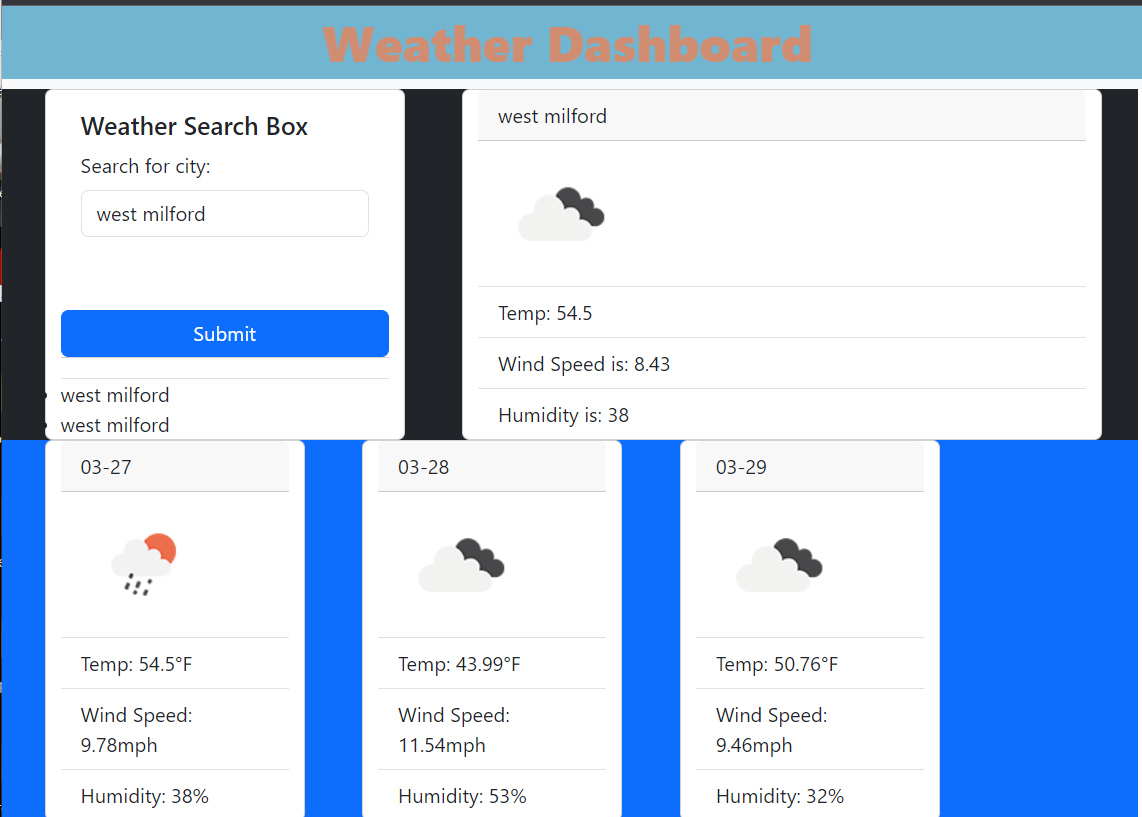 Weather Dashboard
Weather Search Box
Search for city:
west milford
Submit
west milford
west milford
west milford
Temp: 54.5
Wind Speed is: 8.43
Humidity is: 38
03-27
Temp: 54.5°F
Wind Speed:
9.78mph
Humidity: 38%
03-28
Temp: 43.99°F
Wind Speed:
11.54mph
Humidity: 53%
03-29
Temp: 50.76°F
Wind Speed:
9.46mph
Humidity: 32%